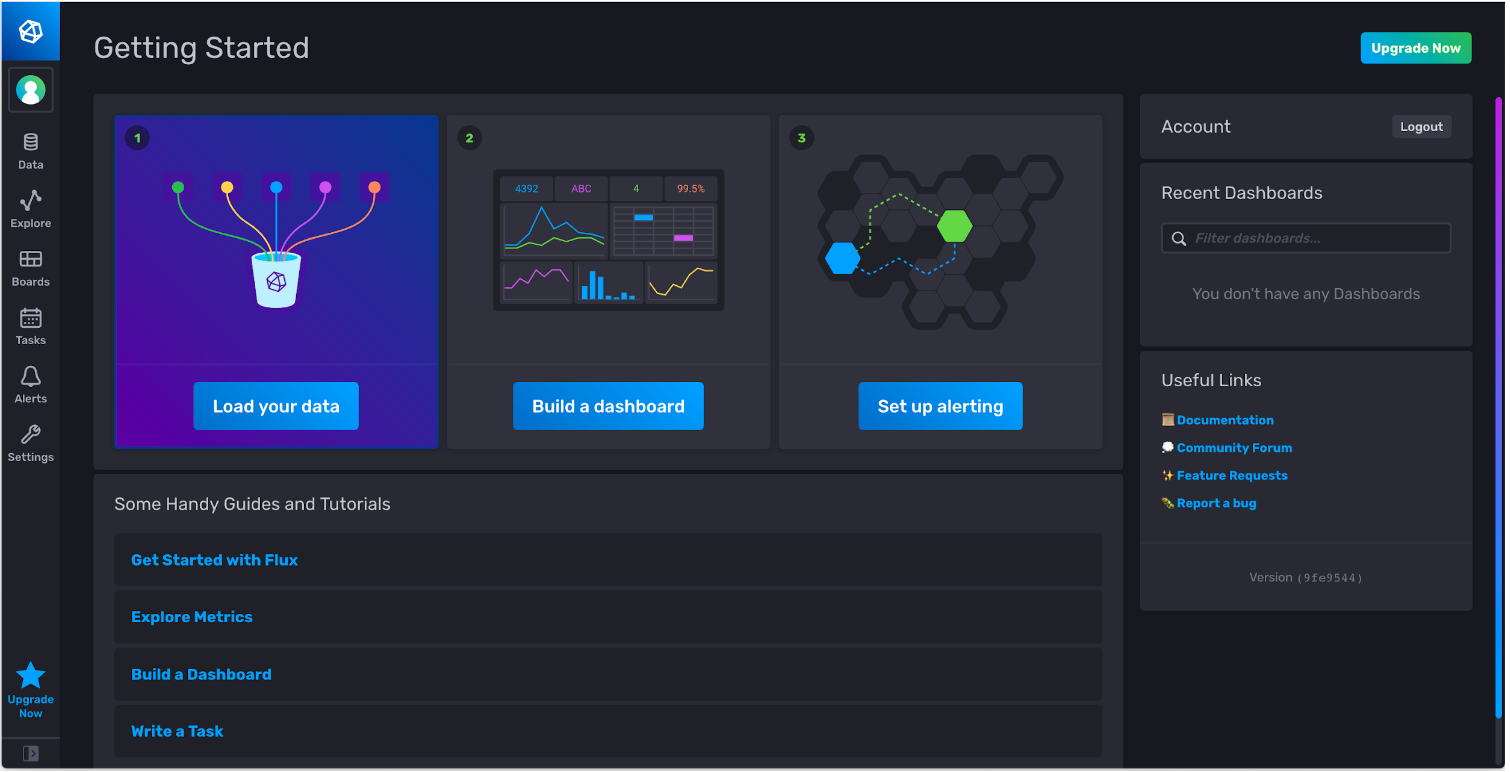 Getting Started
Upgrade Now
Data
Explore
Boards
Tasks
Alerts
Settings
Upgrade
Now
1
Load your data
2
4392 ABC 4 99.5%
Build a dashboard
3
Set up alerting
Some Handy Guides and Tutorials
Get Started with Flux
Explore Metrics
Build a Dashboard
Write a Task
Account
Logout
Recent Dashboards
Filter dashboards...
You don't have any Dashboards
Useful Links
Documentation
Community Forum
Feature Requests
Report a bug
Version (9fe9544)